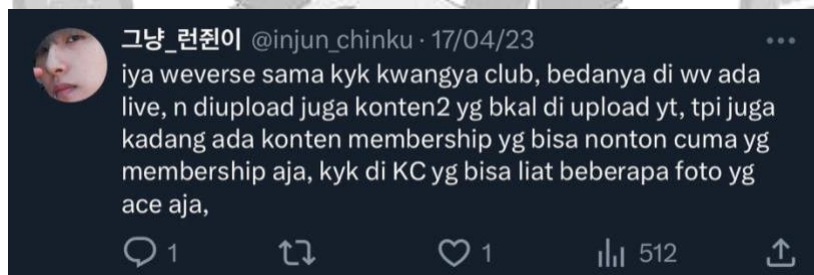 그냥_런쥔이 @injun_chinku · 17/04/23
iya weverse sama kyk kwangya club, bedanya di wv ada
live, n diupload juga konten2 yg bkal di upload yt, tpi juga
kadang ada konten membership yg bisa nonton cuma yg
membership aja, kyk di KC yg bisa liat beberapa foto yg
ace aja,
1 1 512